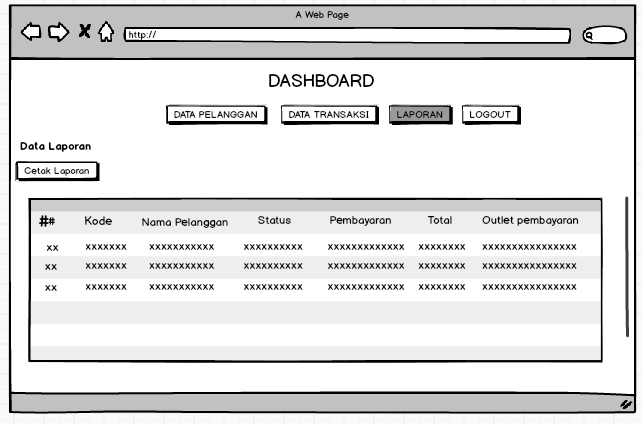 A Web Page
http://
DASHBOARD
DATA PELANGGAN DATA TRANSAKSI LAPORAN LOGOUT
Data Laporan
Cetak Laporan
## Kode Nama Pelanggan Status Pembayaran Total Outlet pembayaran
xx xxxxxxx xxxxxxxxxxx xxxxxxxxxx xxxxxxxxxxxxx xxxxxxxx xxxxxxxxxxxxxxxx
xx xxxxxxx xxxxxxxxxxx xxxxxxxxxx xxxxxxxxxxxxx xxxxxxxx xxxxxxxxxxxxxxxx
xx xxxxxxx xxxxxxxxxxx xxxxxxxxxx xxxxxxxxxxxxx xxxxxxxx xxxxxxxxxxxxxxxx